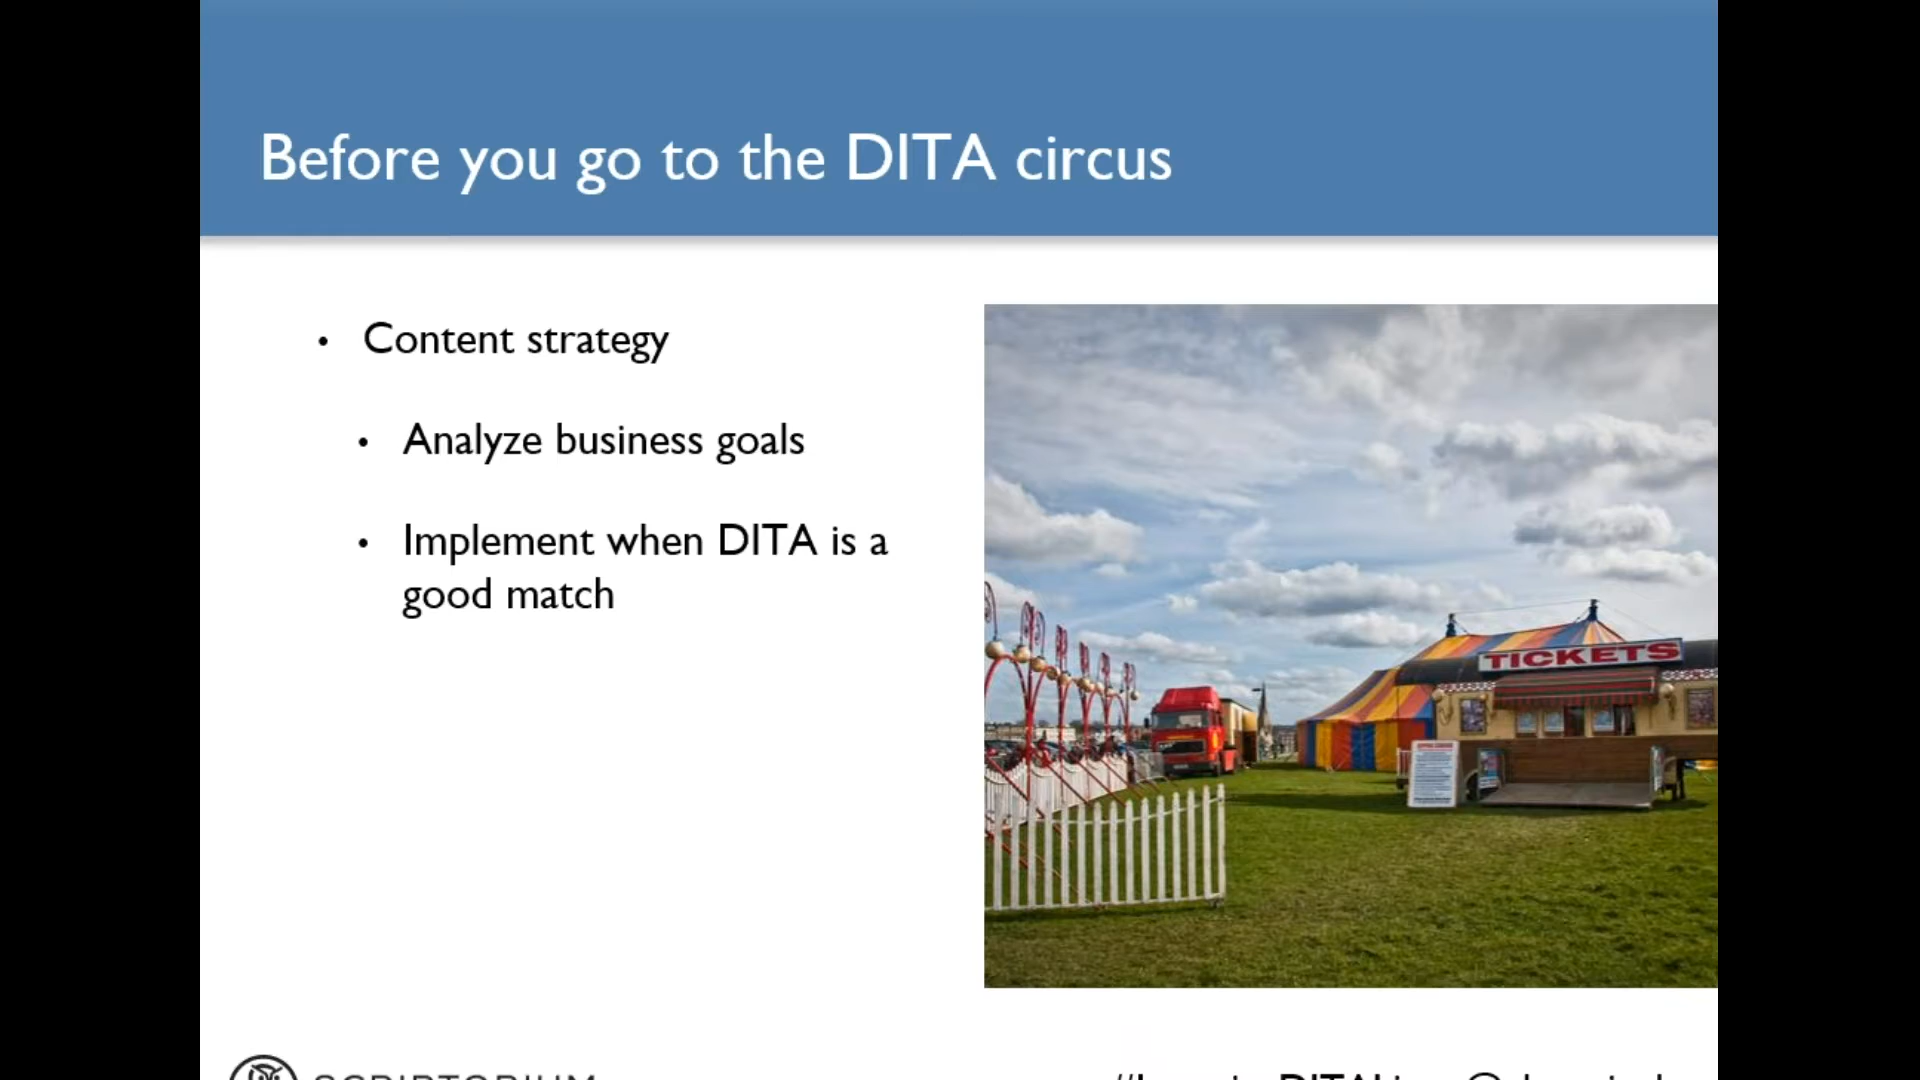 Before you go to the DITA circus
• Content strategy
• Analyze business goals
• Implement when DITA is a
good match
TICKETS
SCRIPTORIUM